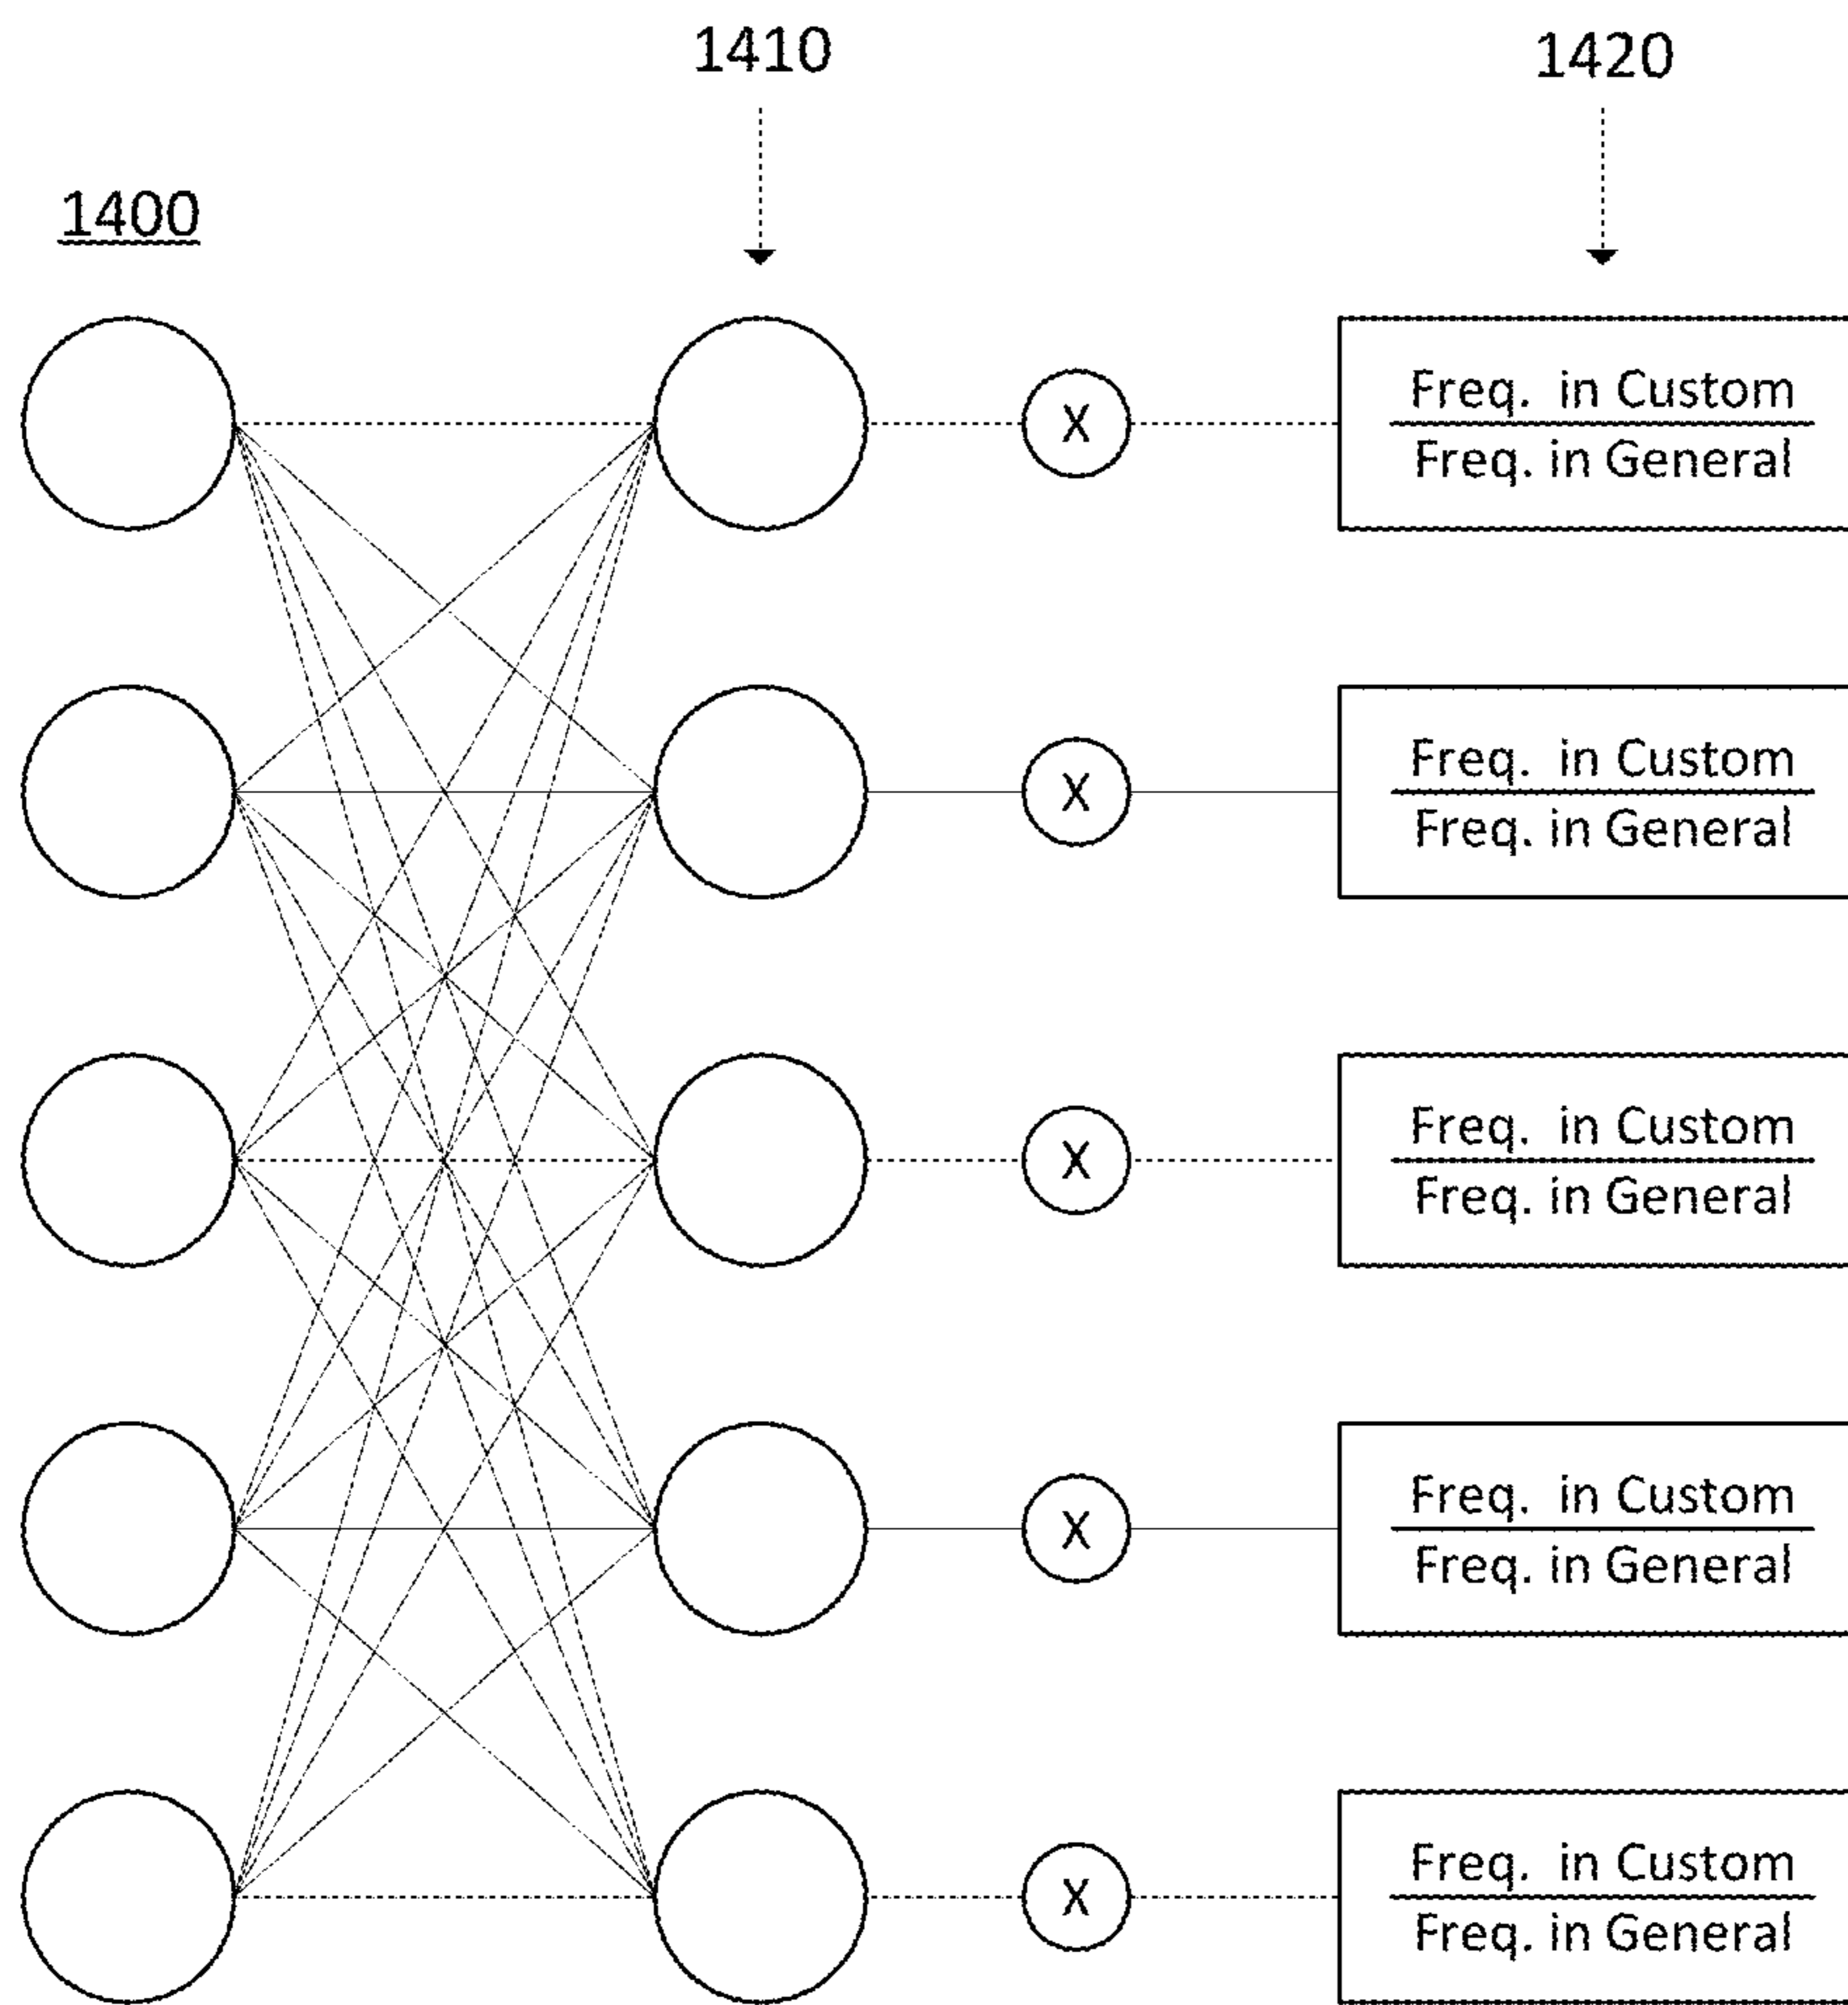 1410
1420
1400
X
Freq. in Custom
Freq. in General
X
Freq. in Custom
Freq. in General
X
Freq. in Custom
Freq. in General
X
Freq. in Custom
Freq. in General
X
Freq. in Custom
Freq. in General